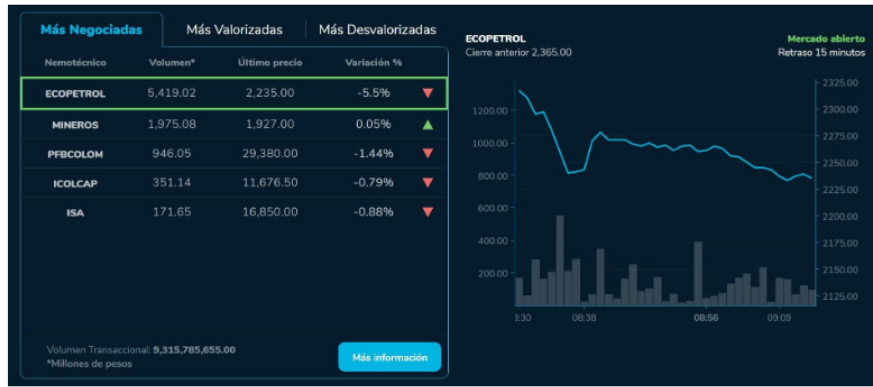 Más Negociadas Más Valorizadas Más Desvalorizadas
Nemotécnico Volumen* Último precio Variación %
ECOPETROL 5,419.02 2,235.00 -5.5%
MINEROS 1,975.08 1,927.00 0.05%
PFBCOLOM 946.05 29,380.00 -1.44%
ICOLCAP 351.14 11,676.50 -0.79%
ISA 171.65 16,850.00 -0.88%
Volumen Transaccional: 9,315,785,655.00
*Millones de pesos
Más información
ECOPETROL Mercado abierto
Cierre anterior 2,365.00 Retraso 15 minutos
1200.00
1000.00
800.00
600.00
400.00
200.00
2325.00
2300.00
2275.00
2250.00
2225.00
2200.00
2175.00
2150.00
2125.00
08:38 08:56 09:09